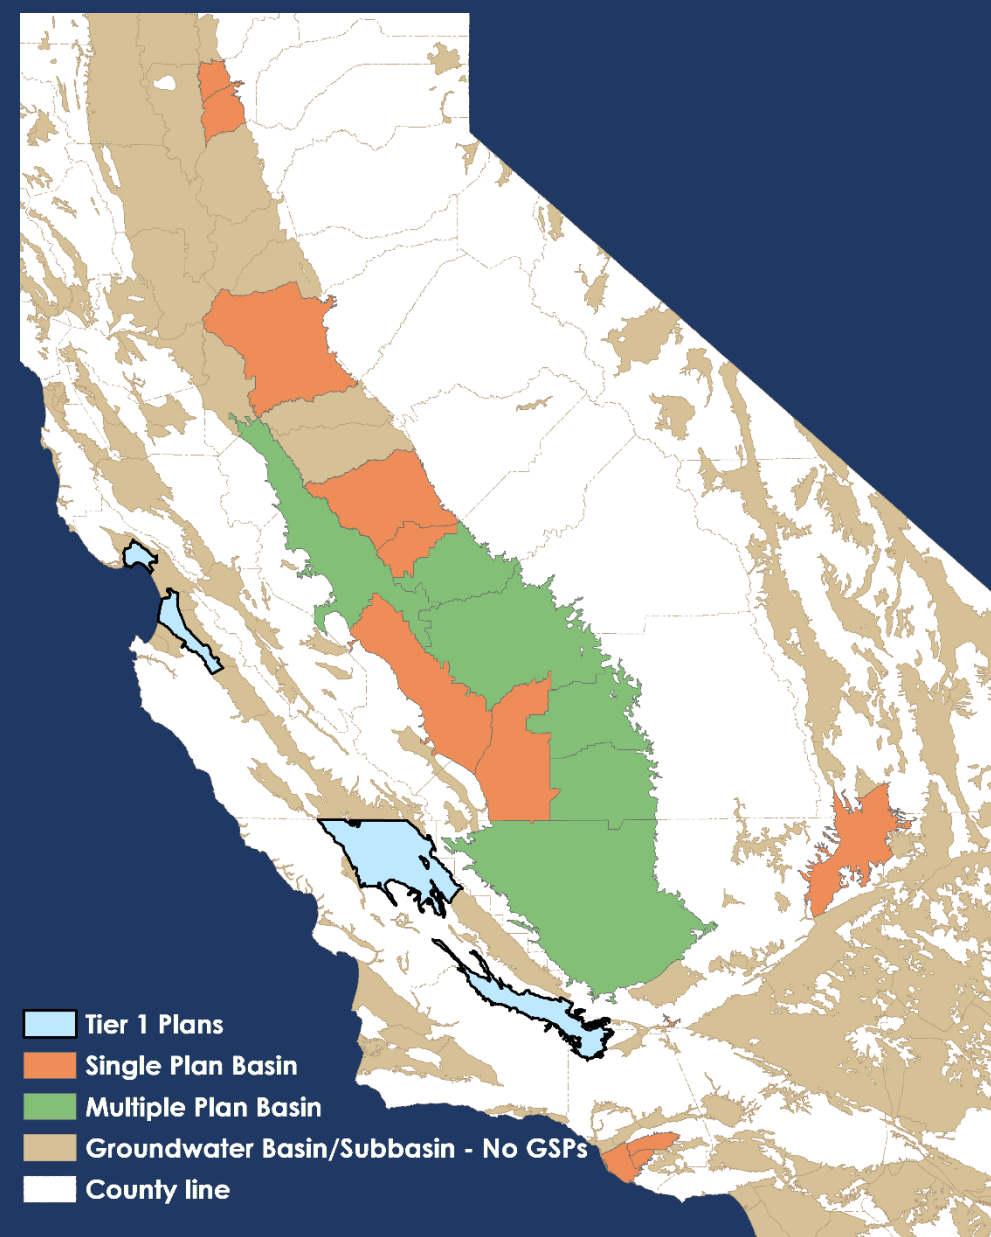 Tier 1 Plans
Single Plan Basin
Multiple Plan Basin
Groundwater Basin/Subbasin - No GSPs
County line